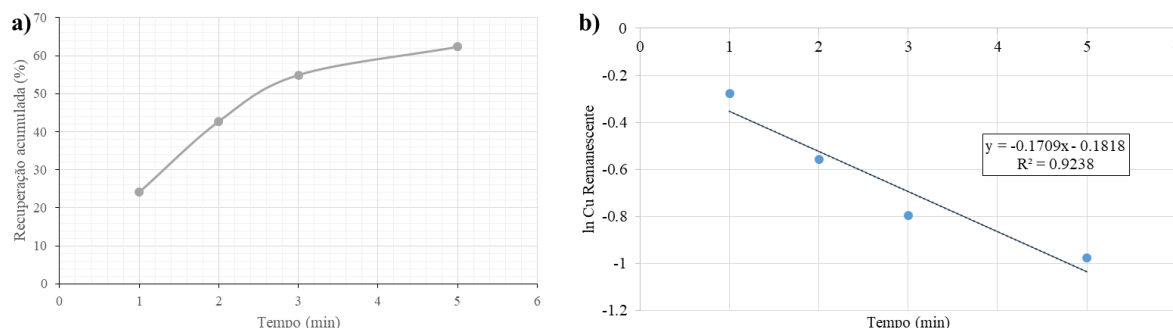 a)
Recuperação acumulada (%)
70
60
50
40
30
20
10
0
0 1 2 3 4 5 6
Tempo (min)
b)
ln Cu Remanescente
0
0 1 2 3 4 5
-0.2
-0.4
-0.6
-0.8
-1
-1.2
y = -0.1709x - 0.1818
R² = 0.9238
Tempo (min)